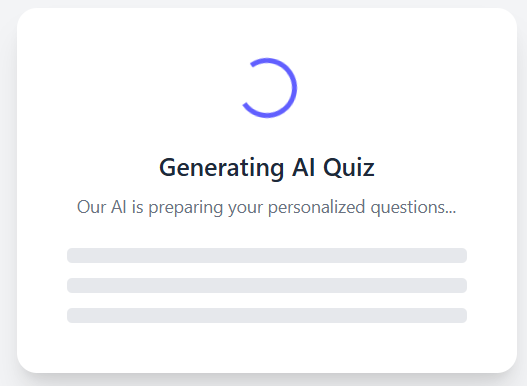 Generating AI Quiz
Our AI is preparing your personalized questions...